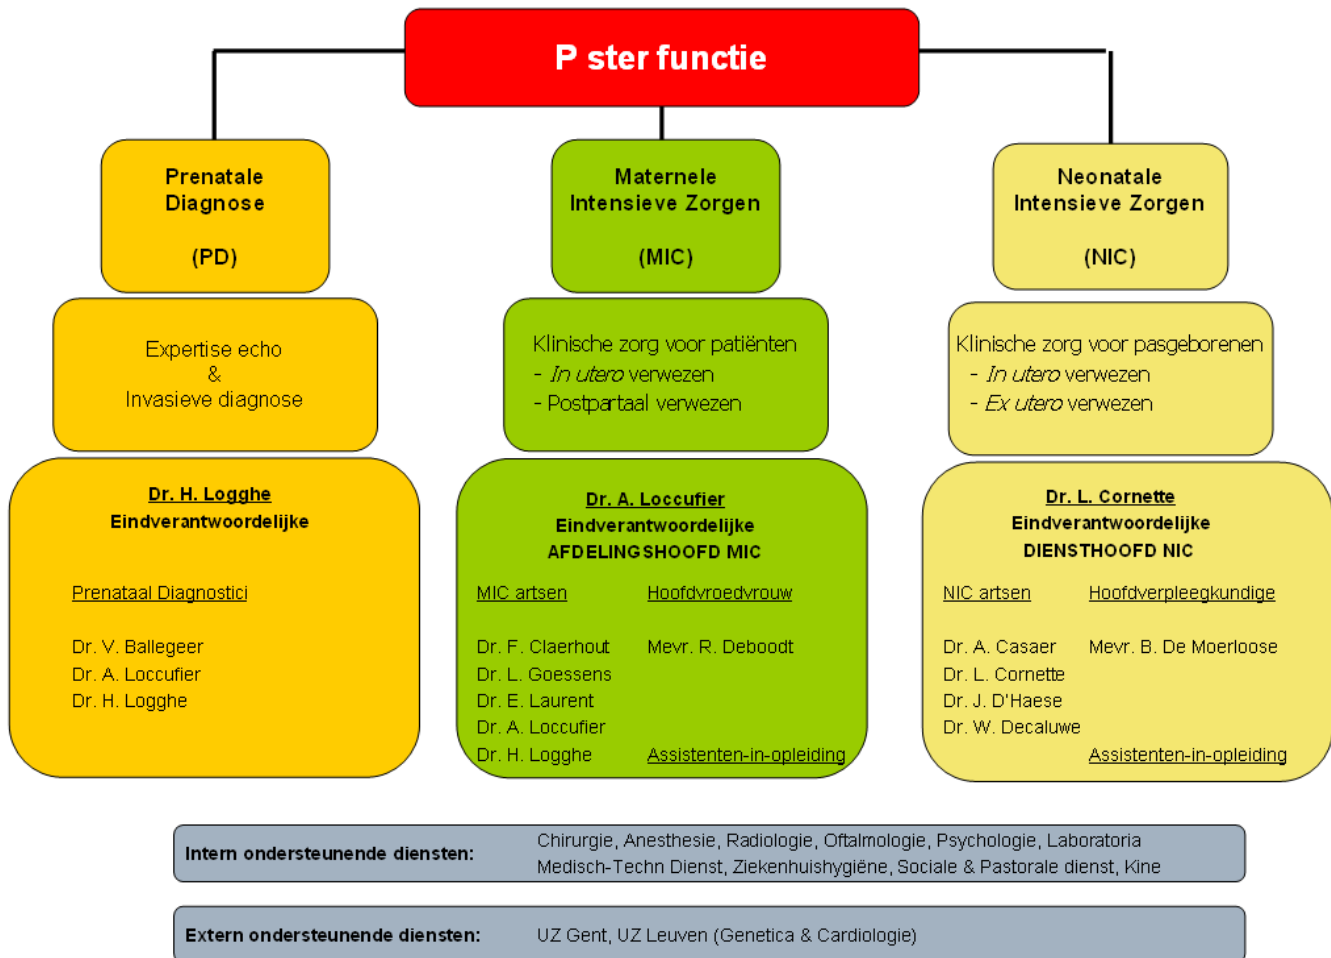 P ster functie
Prenatale
Diagnose
(PD)
Expertise echo
&
Invasieve diagnose
Dr. H. Logghe
Eindverantwoordelijke
Prenataal Diagnostici
Dr. V. Ballegeer
Dr. A. Loccufier
Dr. H. Logghe
Maternele
Intensieve Zorgen
(MIC)
Klinische zorg voor patiënten
- In utero verwezen
- Postpartaal verwezen
Dr. A. Loccufier
Eindverantwoordelijke
AFDELINGSHOOFD MIC
MIC artsen
Dr. F. Claerhout
Dr. L. Goessens
Dr. E. Laurent
Dr. A. Loccufier
Dr. H. Logghe
Hoofdvroedvrouw
Mevr. R. Deboodt
Assistenten-in-opleiding
Neonatale
Intensieve Zorgen
(NIC)
Klinische zorg voor pasgeborenen
- In utero verwezen
- Ex utero verwezen
Dr. L. Cornette
Eindverantwoordelijke
DIENSTHOOFD NIC
NIC artsen
Dr. A. Casaer
Dr. L. Cornette
Dr. J. D'Haese
Dr. W. Decaluwe
Hoofdverpleegkundige
Mevr. B. De Moerloose
Assistenten-in-opleiding
Intern ondersteunende diensten: Chirurgie, Anesthesie, Radiologie, Oftalmologie, Psychologie, Laboratoria
Medisch-Techn Dienst, Ziekenhuishygiëne, Sociale & Pastorale dienst, Kine
Extern ondersteunende diensten: UZ Gent, UZ Leuven (Genetica & Cardiologie)